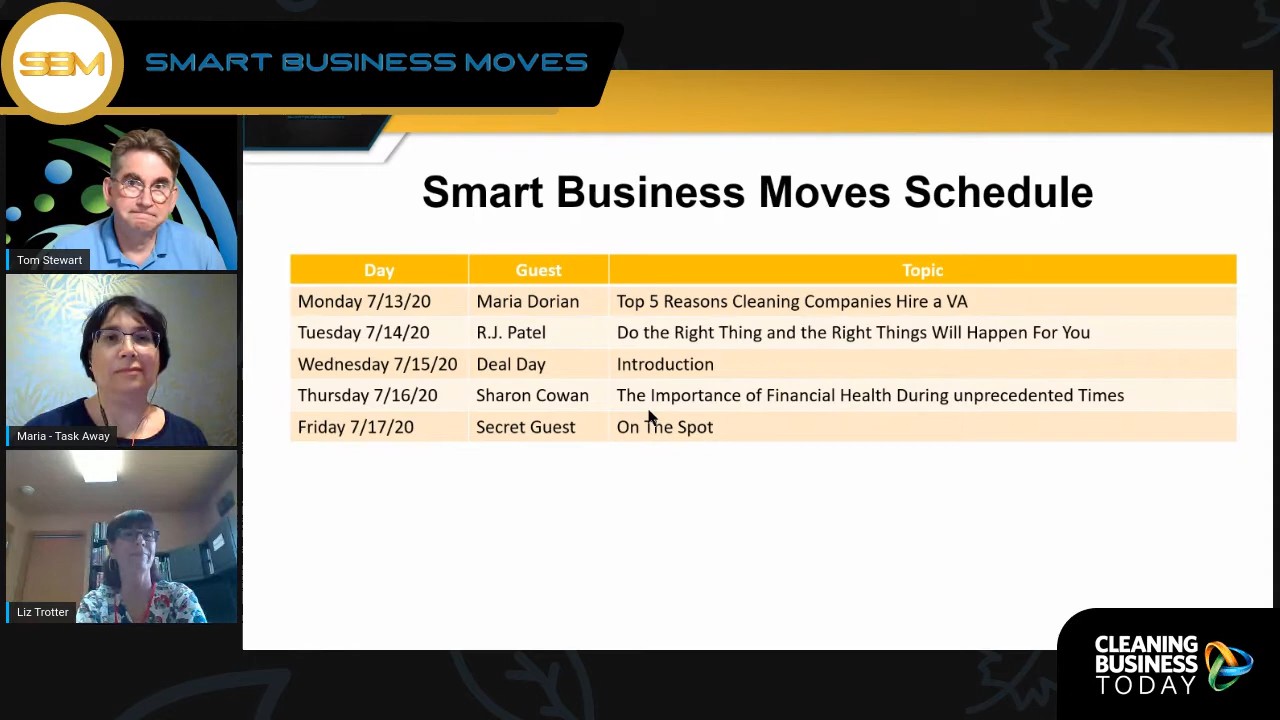 SBM
SMART BUSINESS MOVES
Tom Stewart
Maria - Task Away
Liz Trotter
Smart Business Moves Schedule
Day Guest Topic
Monday 7/13/20 Maria Dorian Top 5 Reasons Cleaning Companies Hire a VA
Tuesday 7/14/20 R.J. Patel Do the Right Thing and the Right Things Will Happen For You
Wednesday 7/15/20 Deal Day Introduction
Thursday 7/16/20 Sharon Cowan The Importance of Financial Health During unprecedented Times
Friday 7/17/20 Secret Guest On The Spot
CLEANING
BUSINESS
TODAY